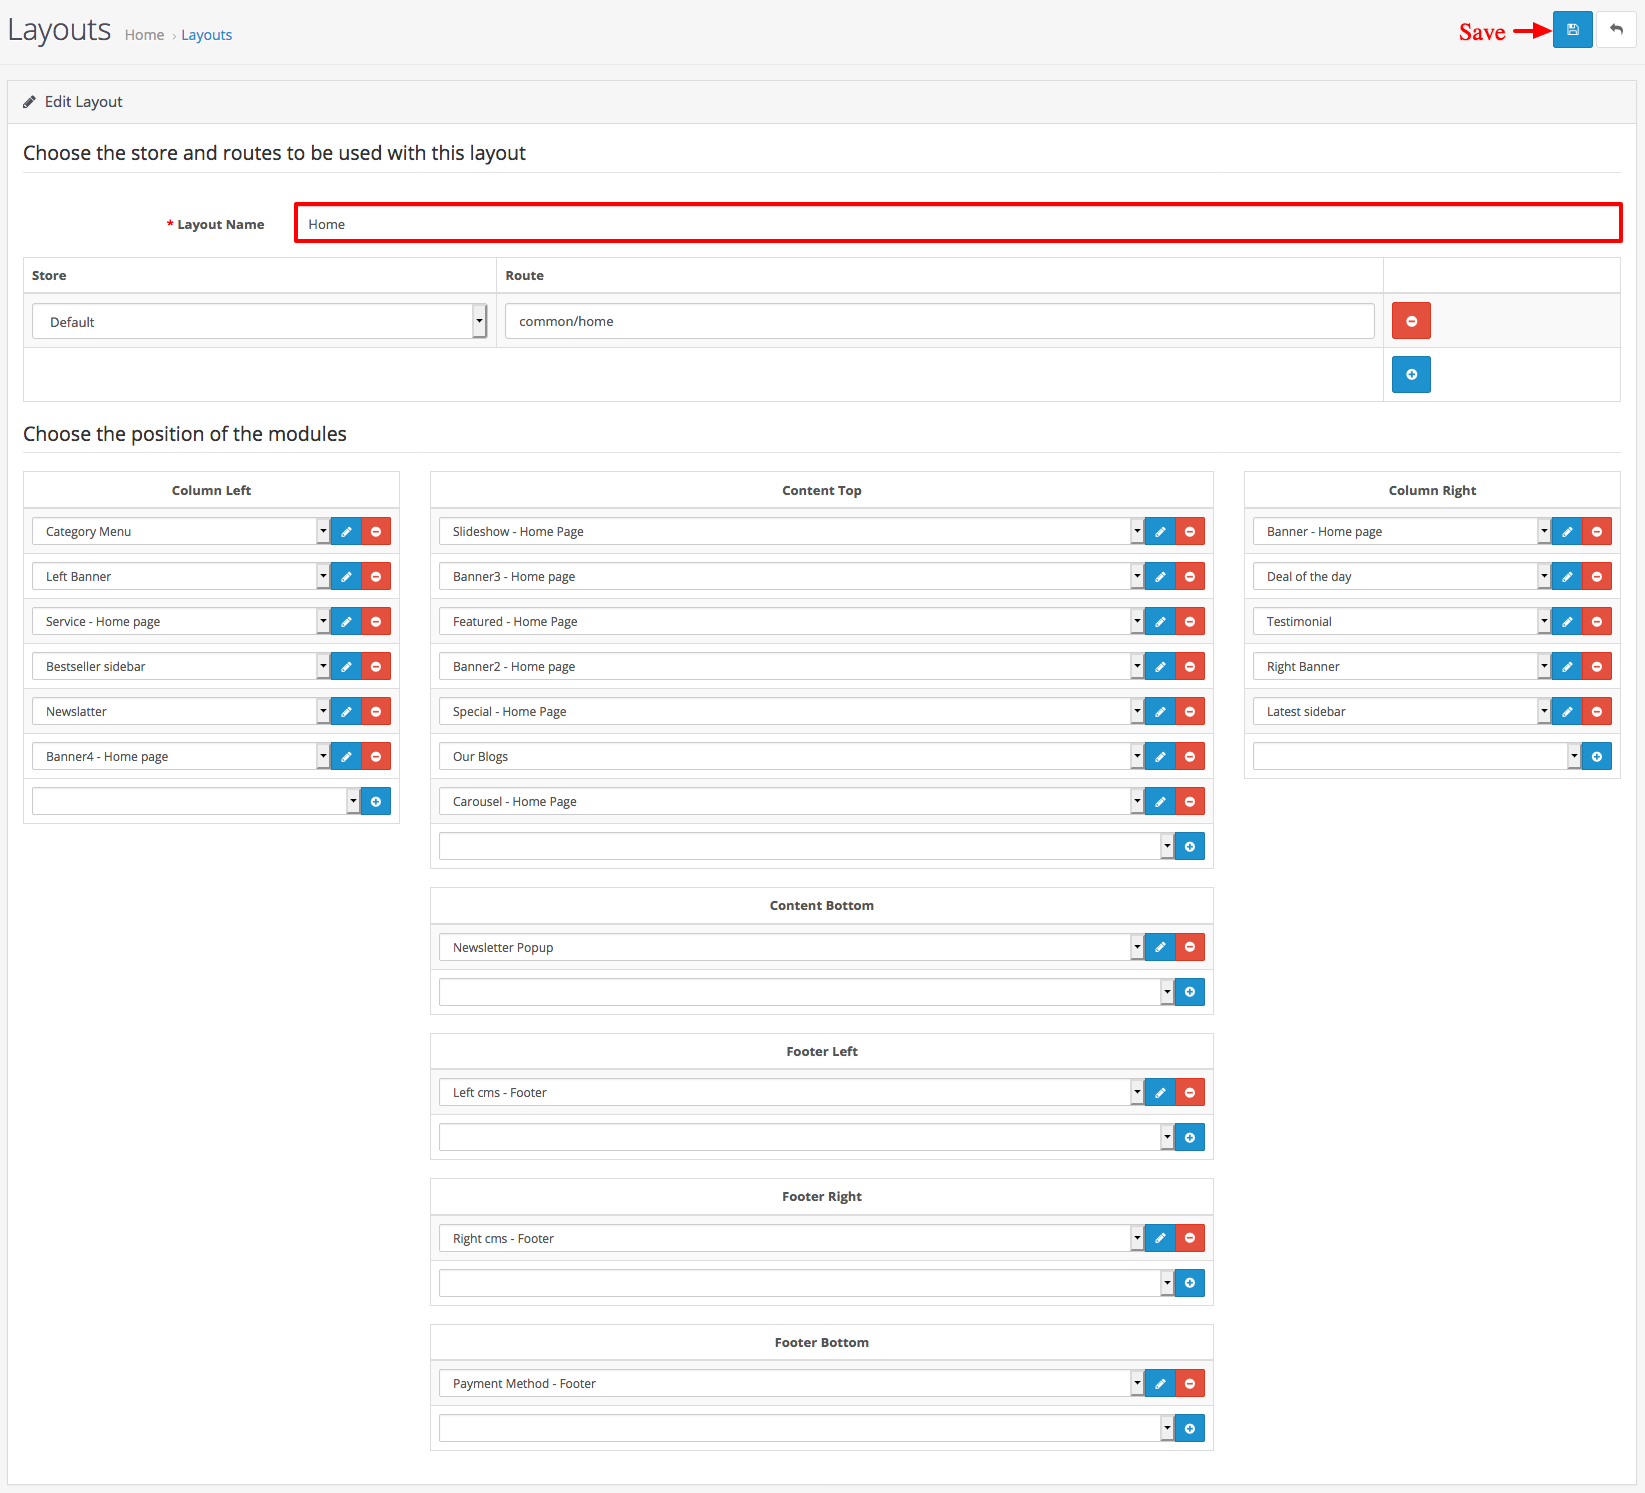 Layouts Home › Layouts
Save
Edit Layout
Choose the store and routes to be used with this layout
* Layout Name Home
Store Route
Default common/home
Choose the position of the modules
Column Left
Category Menu
Left Banner
Service - Home page
Bestseller sidebar
Newslatter
Banner4 - Home page
Content Top
Slideshow - Home Page
Banner3 - Home page
Featured - Home Page
Banner2 - Home page
Special - Home Page
Our Blogs
Carousel - Home Page
Column Right
Banner - Home page
Deal of the day
Testimonial
Right Banner
Latest sidebar
Content Bottom
Newsletter Popup
Footer Left
Left cms - Footer
Footer Right
Right cms - Footer
Footer Bottom
Payment Method - Footer